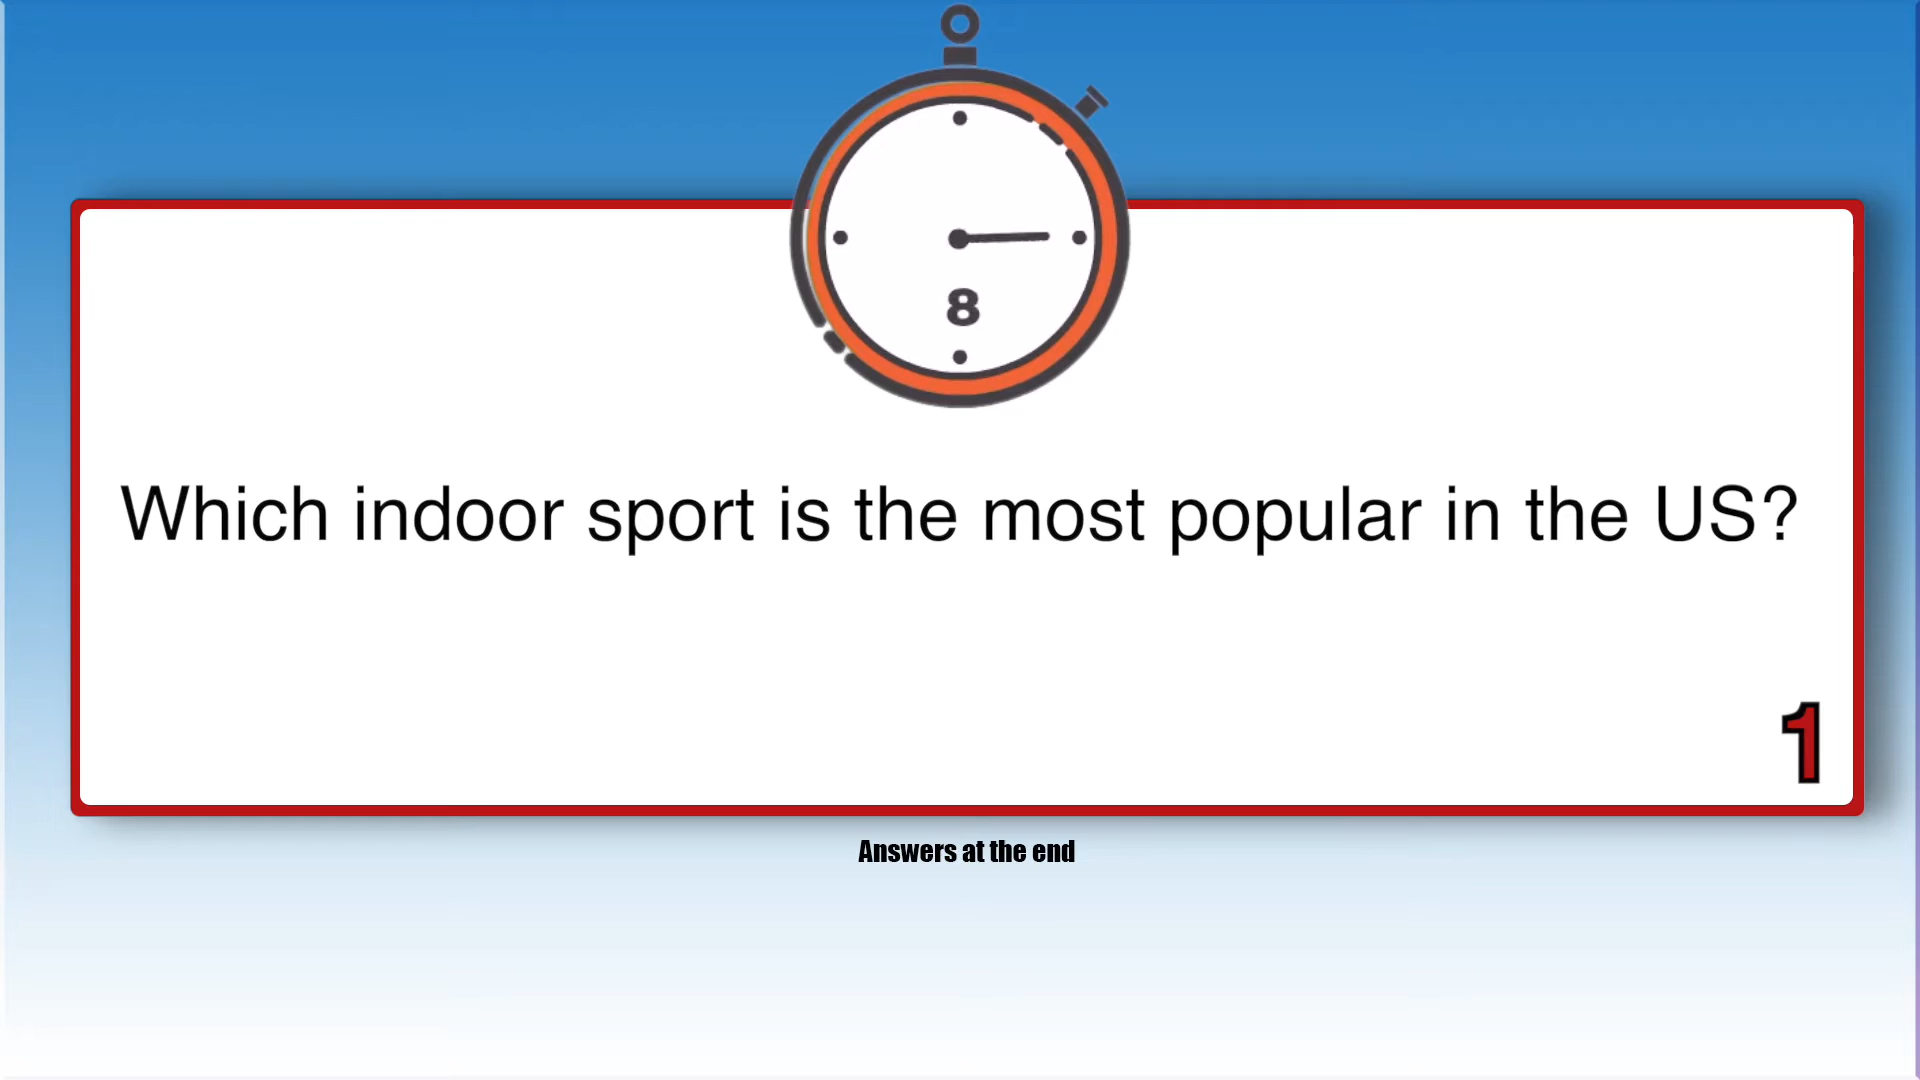 8
Which indoor sport is the most popular in the US?
1
Answers at the end